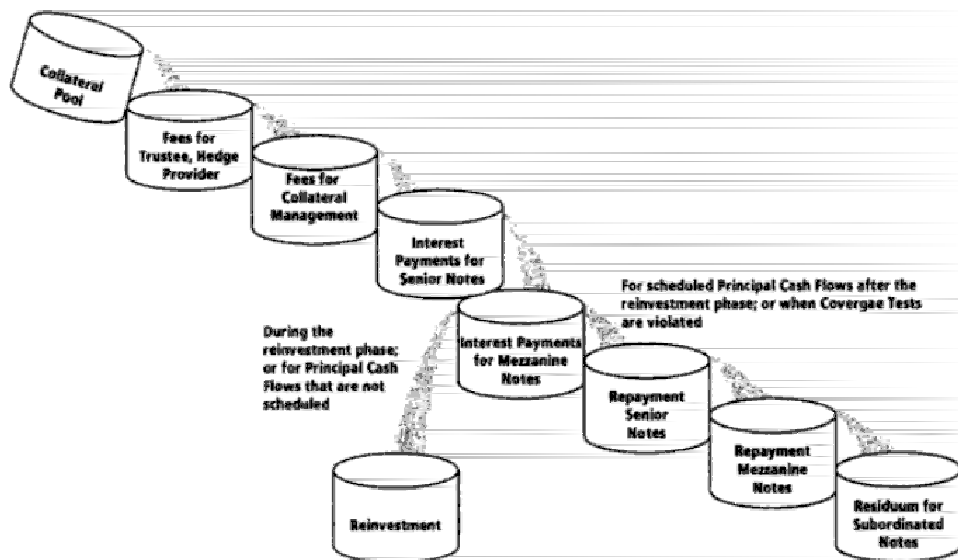 Collateral
Pool
Fees for
Trustee, Hedge
Provider
Fees for
Collateral
Management
Interest
Payments for
Senior Notes
For scheduled Principal Cash Flows after the
reinvestment phase; or when Covergae Tests
are violated
During the
reinvestment phase;
or for Principal Cash
Flows that are not
scheduled
Interest Payments
for Mezzanine
Notes
Repayment
Senior
Notes
Repayment
Mezzanine
Notes
Reinvestment
Residuum for
Subordinated
Notes